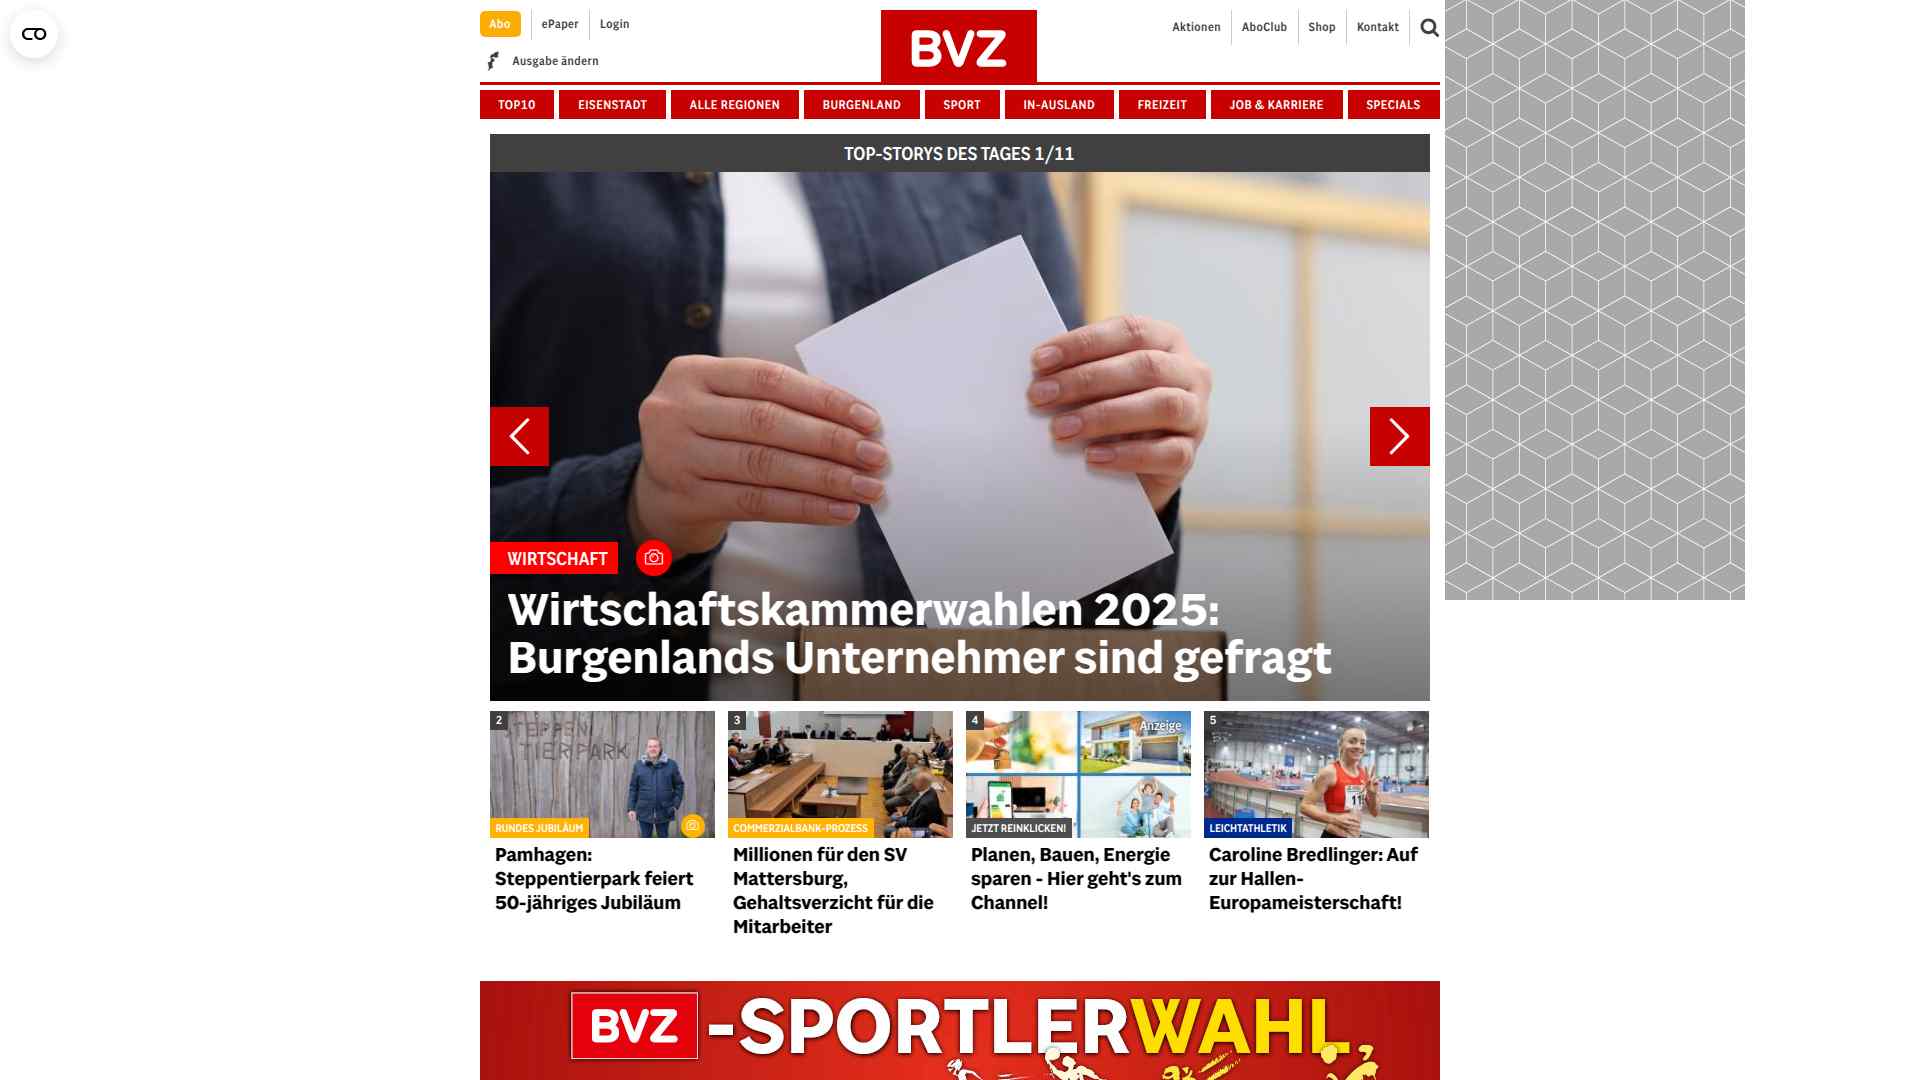 Abo
ePaper
Login
Aktionen
AboClub
Shop
Kontakt
Ausgabe ändern
BVZ
TOP10
EISENSTADT
ALLE REGIONEN
BURGENLAND
SPORT
IN-AUSLAND
FREIZEIT
JOB & KARRIERE
SPECIALS
TOP-STORYS DES TAGES 1/11
WIRTSCHAFT
Wirtschaftskammerwahlen 2025:
Burgenlands Unternehmer sind gefragt
2
STEPPEN
TIERPARK
RUNDES JUBILÄUM
Pamhagen:
Steppentierpark feiert
50-jähriges Jubiläum
3
COMMERZIALBANK-PROZESS
Millionen für den SV
Mattersburg,
Gehaltsverzicht für die
Mitarbeiter
4
Anzeige
JETZT REINKLICKEN!
Planen, Bauen, Energie
sparen - Hier geht's zum
Channel!
5
LEICHTATHLETIK
Caroline Bredlinger: Auf
zur Hallen-
Europameisterschaft!
BVZ-SPORTLERWAHL